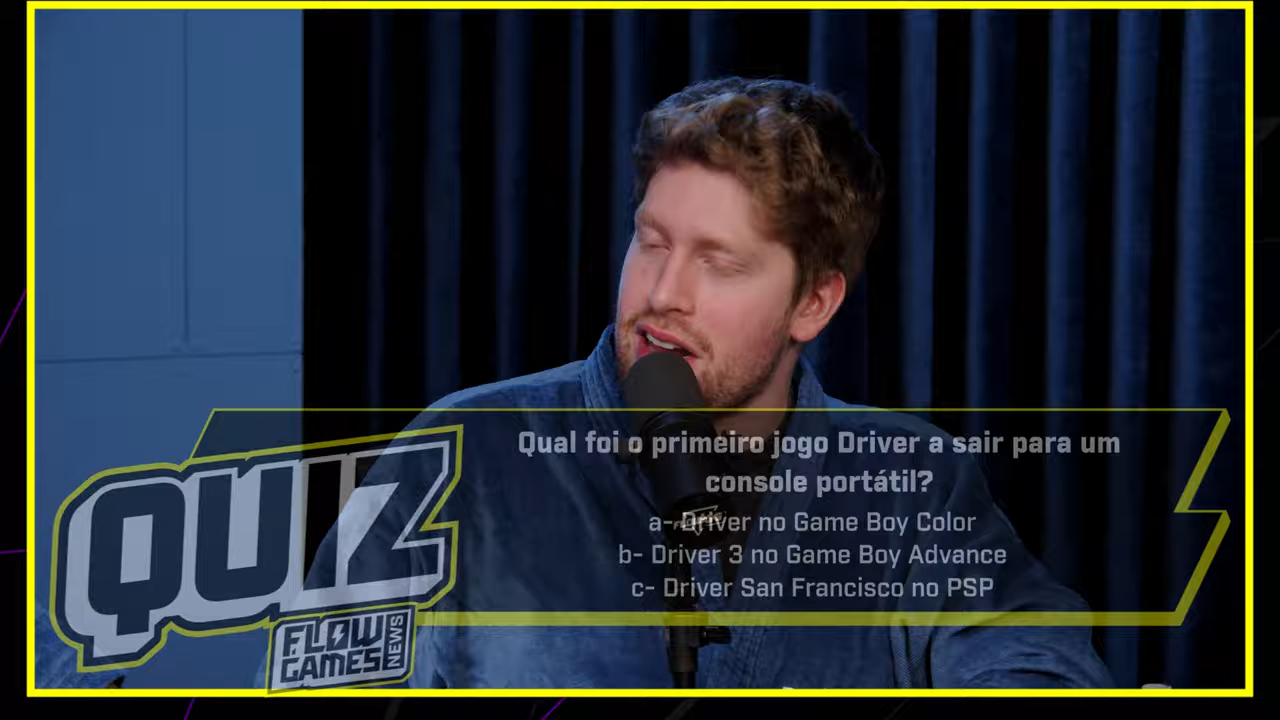 Qual foi o primeiro jogo Driver a sair para um
console portátil?
a- Driver no Game Boy Color
b- Driver 3 no Game Boy Advance
c- Driver San Francisco no PSP
QUIZ
FLOW
GAMES
NEWS